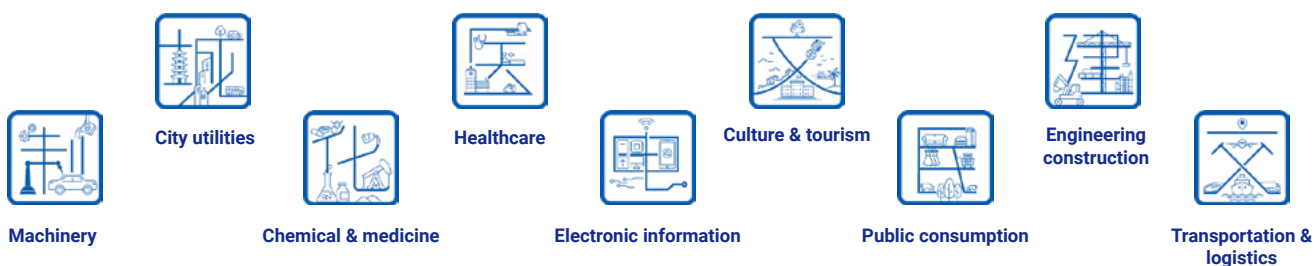 City utilities
Healthcare
Culture & tourism
Engineering
construction
Machinery
Chemical & medicine
Electronic information
Public consumption
Transportation &
logistics